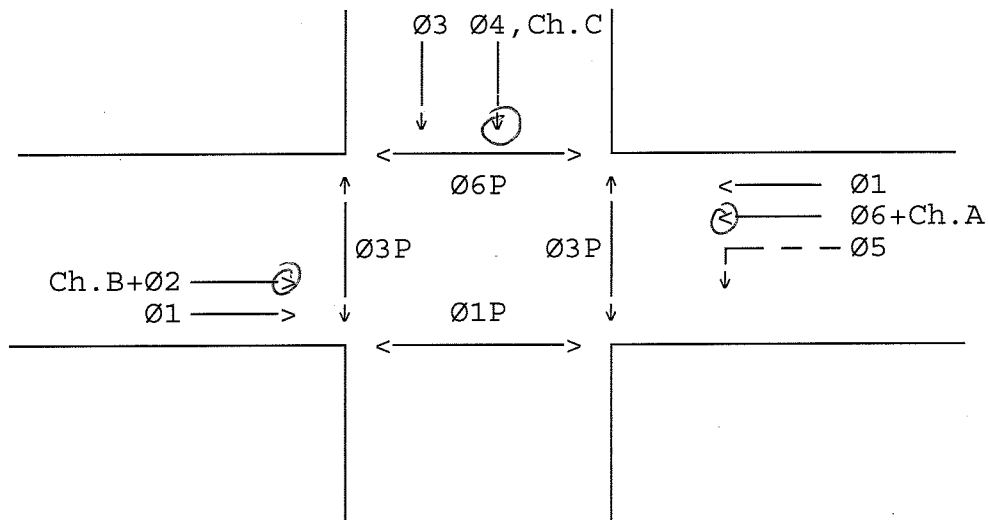 Ø3 Ø4,Ch.C
Ø6P
Ø1
Ø6+Ch.A
Ø3P Ø3P Ø5
Ch.B+Ø2
Ø1 Ø1P